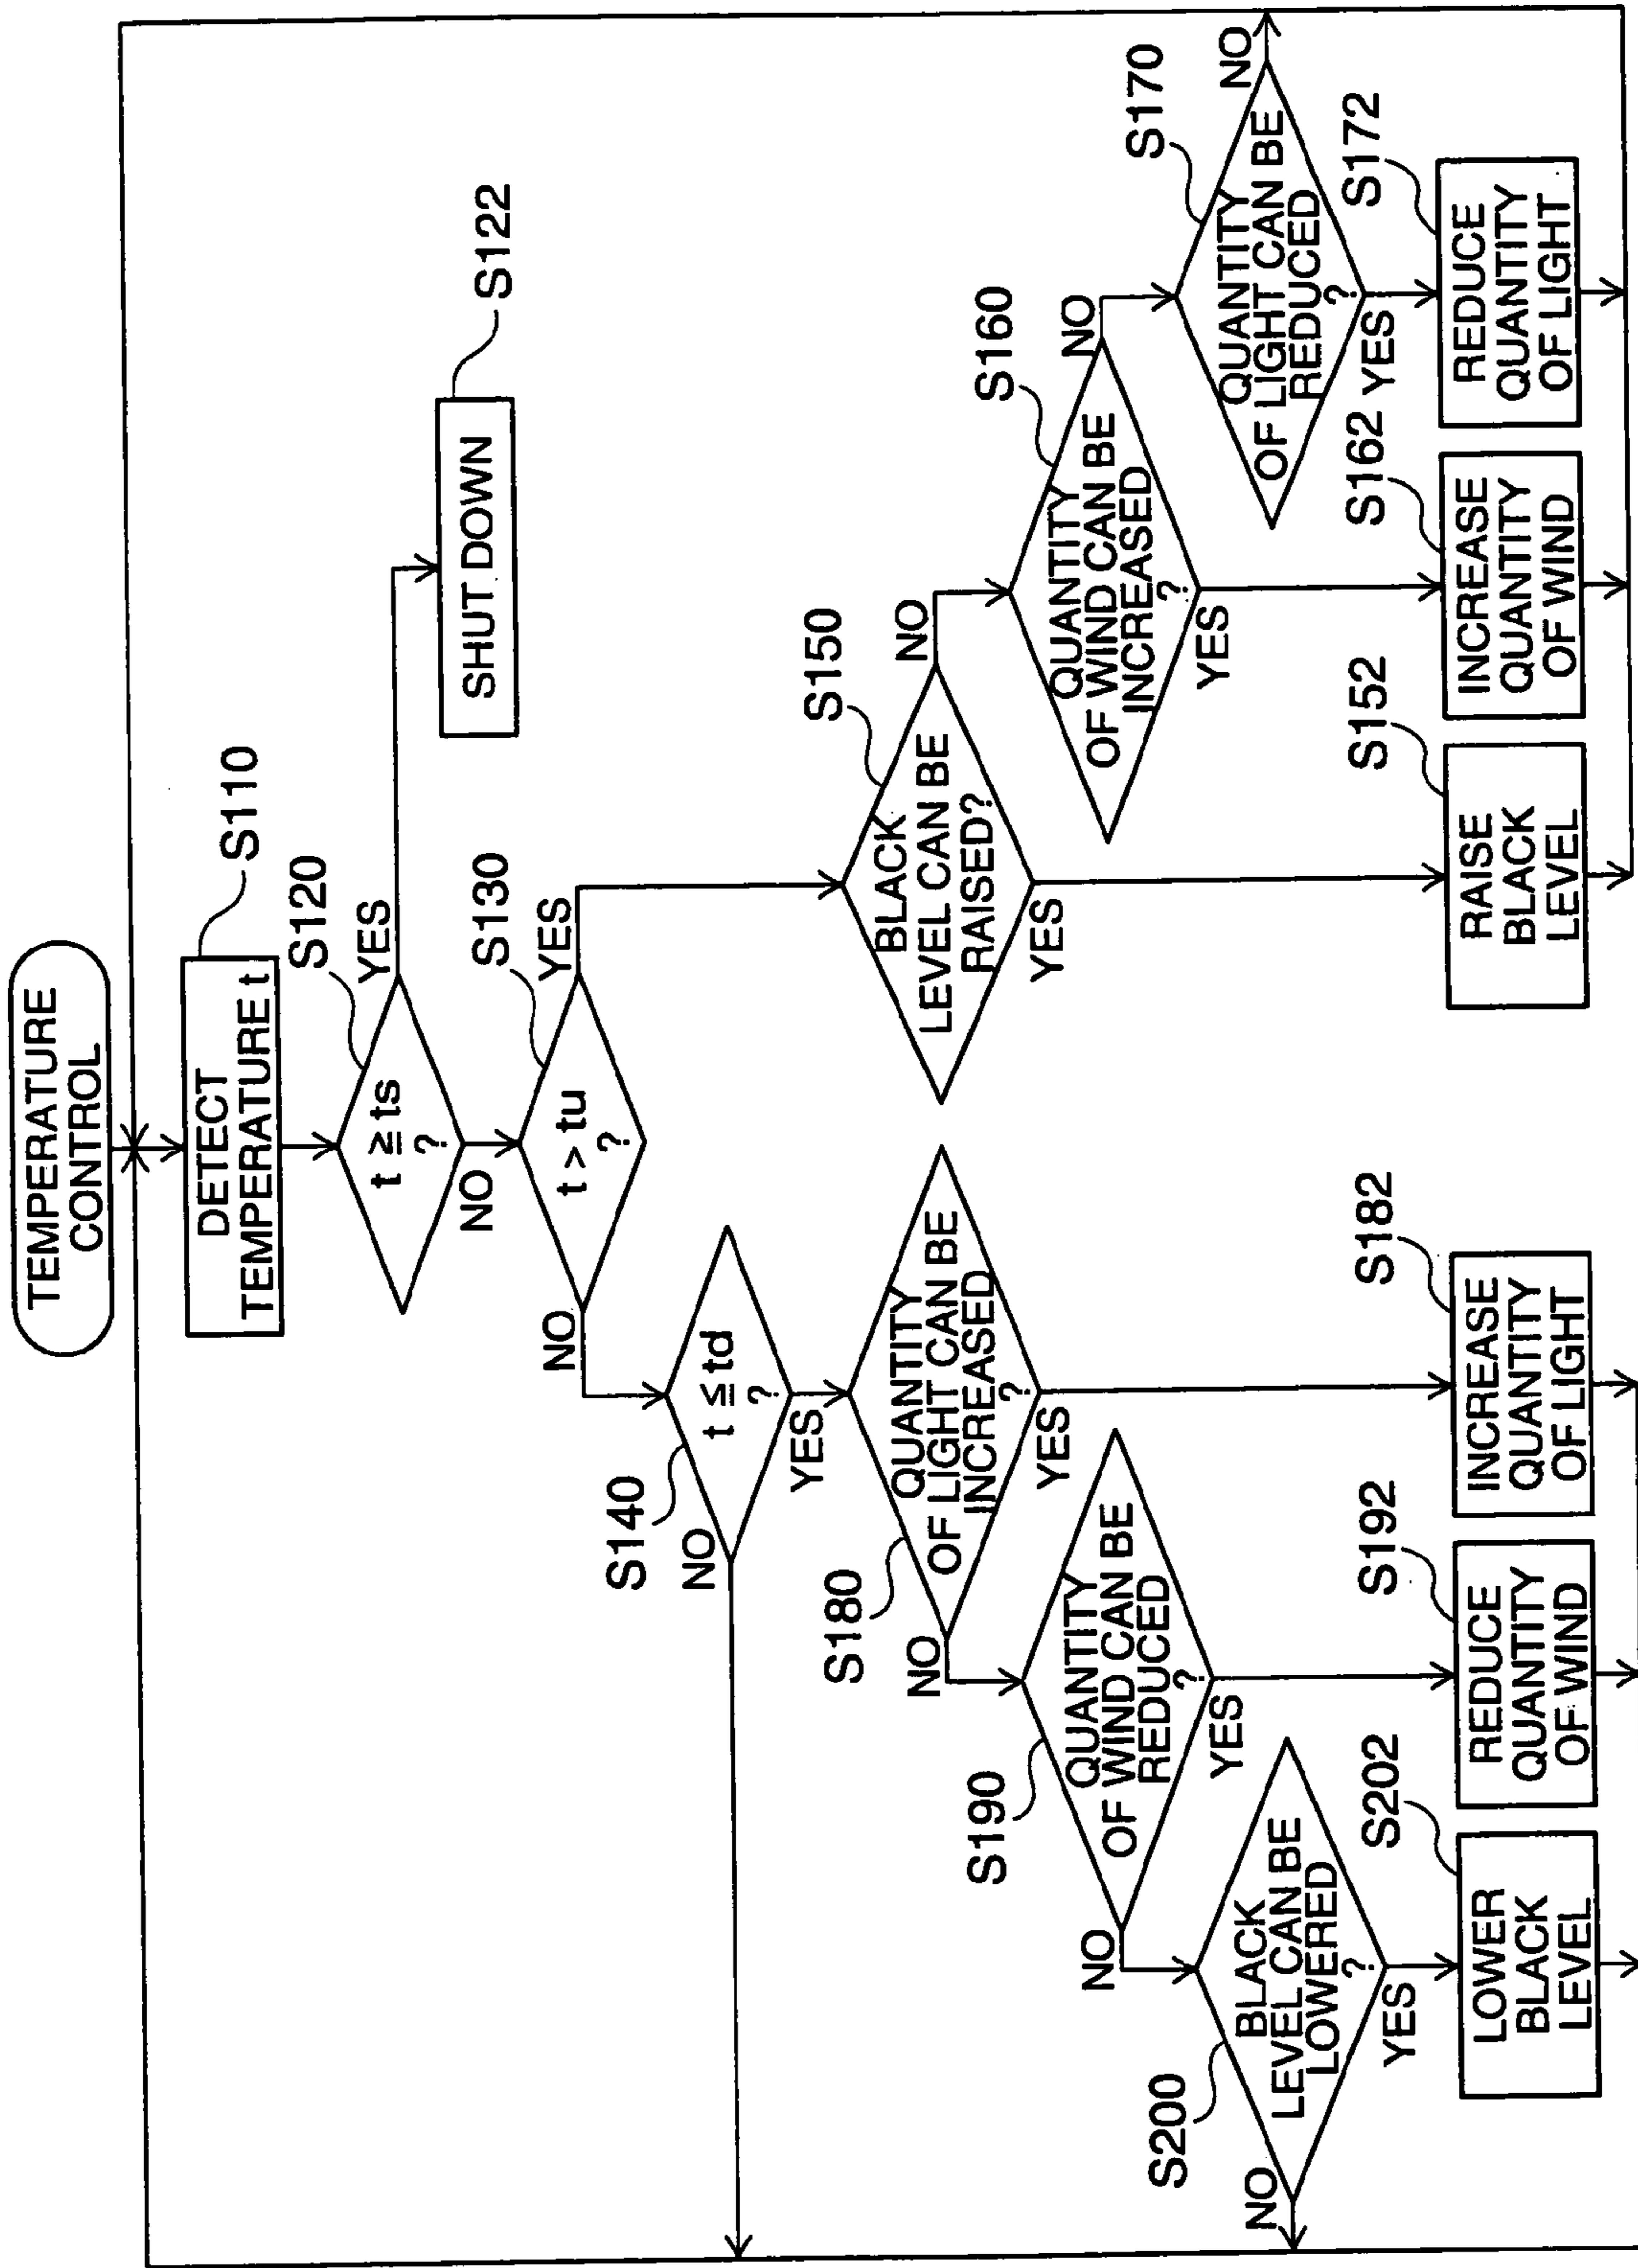 TEMPERATURE
CONTROL
DETECT
TEMPERATURE t
S110
t ≧ ts
?
S120
YES
NO
SHUT DOWN
S122
t > tu
?
S130
YES
NO
t ≦ td
?
S140
NO
YES
BLACK
LEVEL CAN BE
RAISED?
S150
NO
YES
QUANTITY
OF WIND CAN BE
INCREASED
?
S160
NO
YES
QUANTITY
OF LIGHT CAN BE
REDUCED
?
S170
NO
YES
QUANTITY
OF LIGHT CAN BE
INCREASED
?
S180
NO
YES
QUANTITY
OF WIND CAN BE
REDUCED
?
S190
NO
YES
BLACK
LEVEL CAN BE
LOWERED
?
S200
NO
YES
LOWER
BLACK
LEVEL
S202
REDUCE
QUANTITY
OF WIND
S192
INCREASE
QUANTITY
OF LIGHT
S182
RAISE
BLACK
LEVEL
S152
INCREASE
QUANTITY
OF WIND
S162
REDUCE
QUANTITY
OF LIGHT
S172